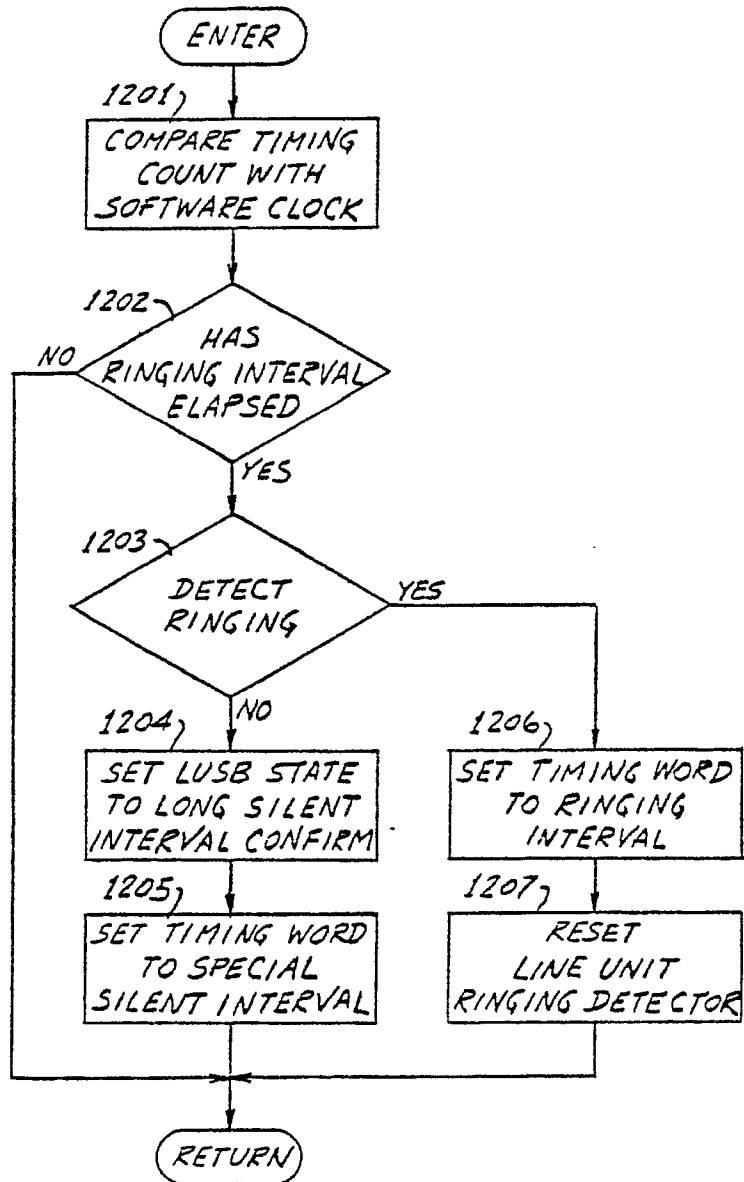 ENTER
1201
COMPARE TIMING
COUNT WITH
SOFTWARE CLOCK
1202
HAS
RINGING INTERVAL
ELAPSED
NO
YES
1203
DETECT
RINGING
YES
NO
1204
SET LUSB STATE
TO LONG SILENT
INTERVAL CONFIRM
1205
SET TIMING WORD
TO SPECIAL
SILENT INTERVAL
1206
SET TIMING WORD
TO RINGING
INTERVAL
1207
RESET
LINE UNIT
RINGING DETECTOR
RETURN